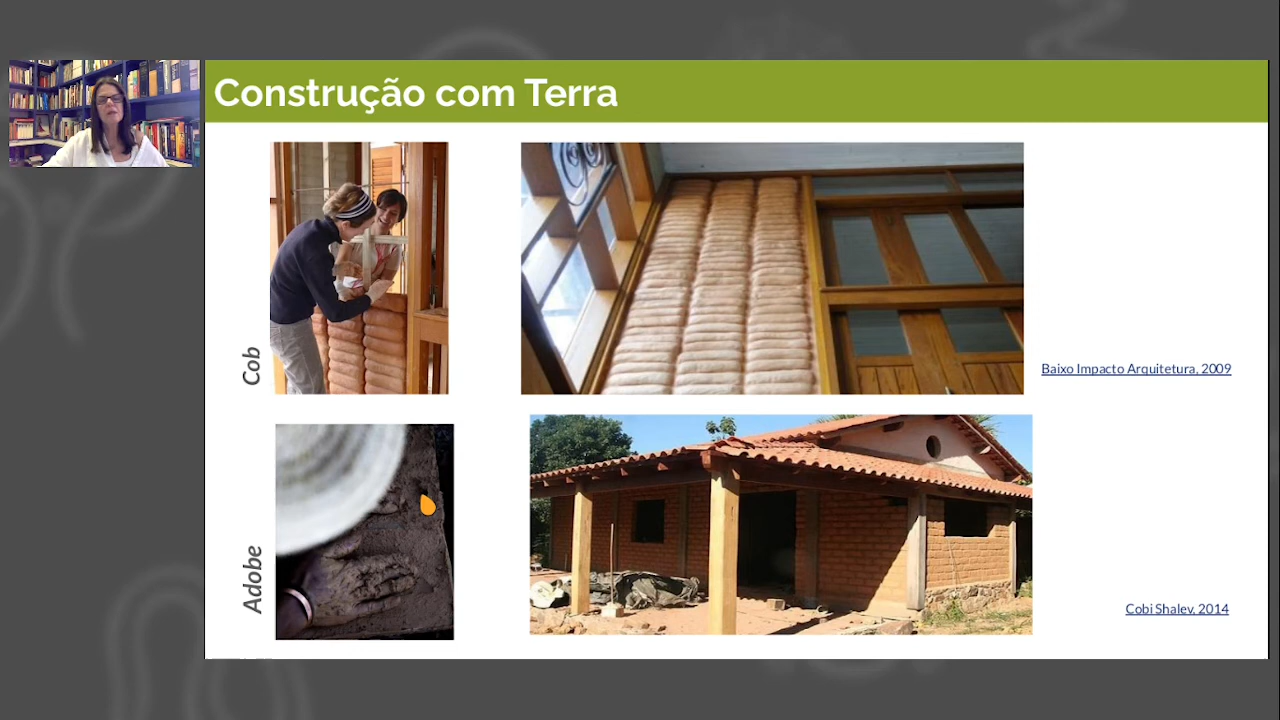 Construção com Terra
Cob
Baixo Impacto Arquitetura, 2009
Adobe
Cobi Shalev, 2014